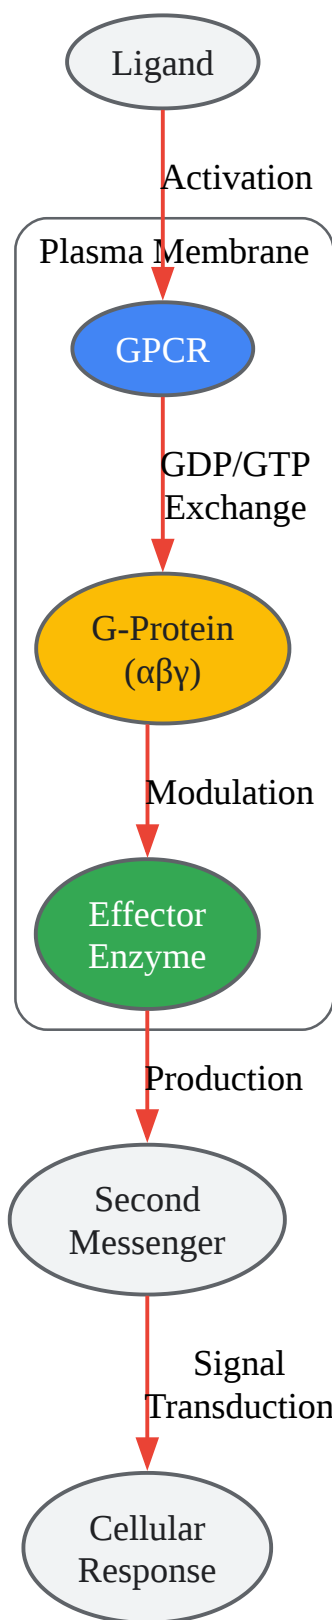 Ligand
Activation
Plasma Membrane
GPCR
GDP/GTP
Exchange
G-Protein
(αβγ)
Modulation
Effector
Enzyme
Production
Second
Messenger
Signal
Transduction
Cellular
Response